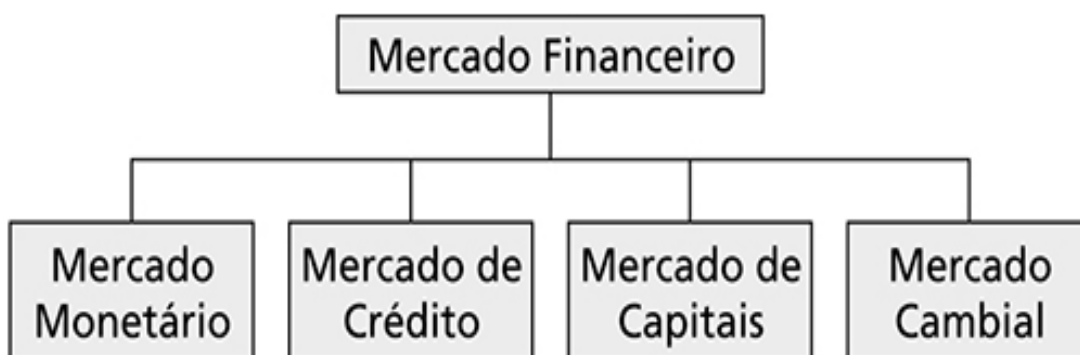 Mercado Financeiro
Mercado
Monetário
Mercado de
Crédito
Mercado de
Capitais
Mercado
Cambial